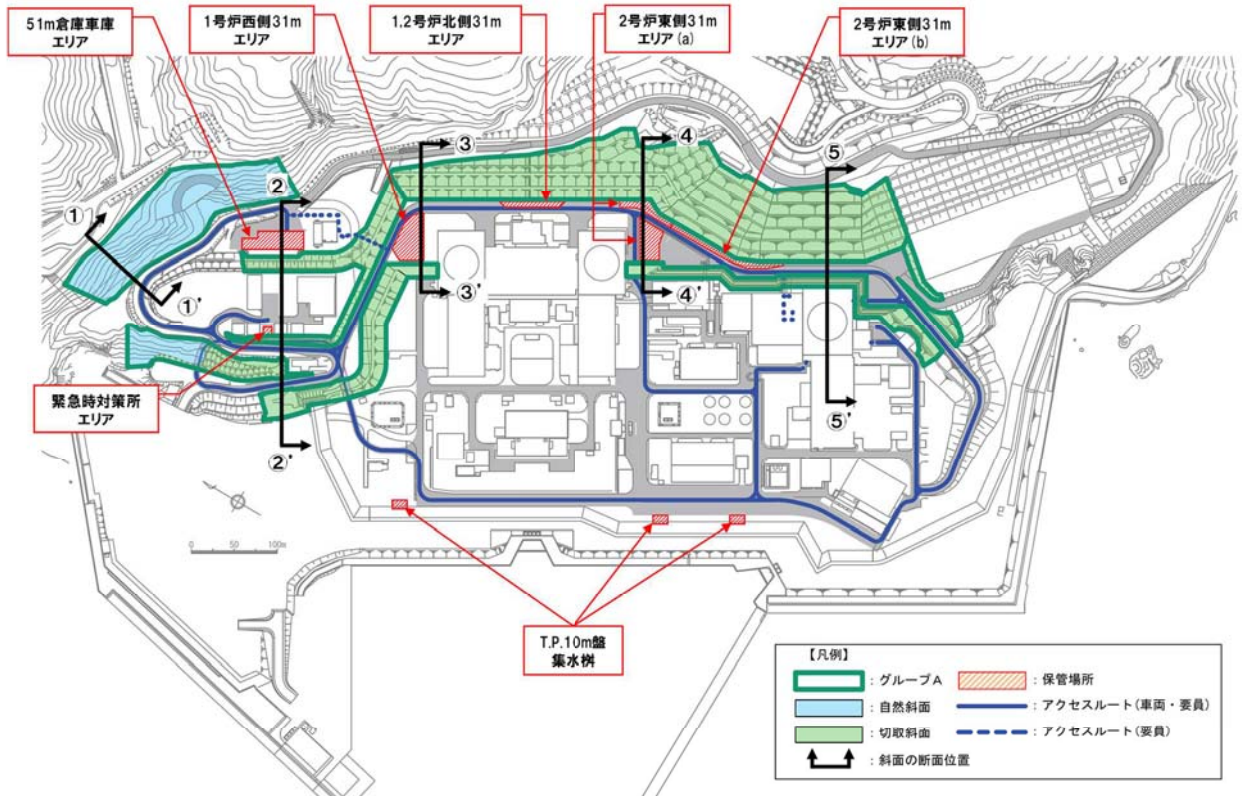 51m倉庫車庫
エリア
1号炉西側31m
エリア
1.2号炉北側31m
エリア
2号炉東側31m
エリア(a)
2号炉東側31m
エリア(b)
③
④
⑤
②
①
①'
③'
④'
⑤'
②'
緊急時対策所
エリア
0 50 100m
T.P.10m盤
集水桝
【凡例】
：グループA
：保管場所
：自然斜面
：アクセスルート(車両・要員)
：切取斜面
：アクセスルート(要員)
：斜面の断面位置